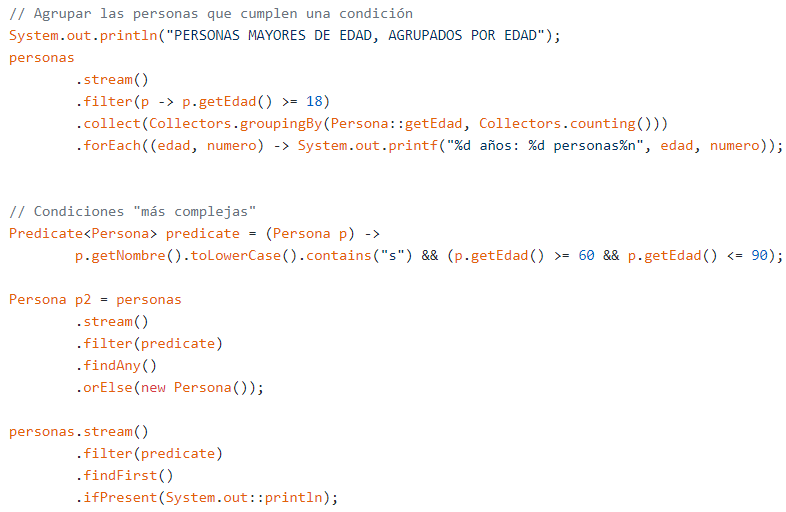 // Agrupar las personas que cumplen una condición
System.out.println("PERSONAS MAYORES DE EDAD, AGRUPADOS POR EDAD");
personas
        .stream()
        .filter(p -> p.getEdad() >= 18)
        .collect(Collectors.groupingBy(Persona::getEdad, Collectors.counting()))
        .forEach((edad, numero) -> System.out.printf("%d años: %d personas%n", edad, numero));

// Condiciones "más complejas"
Predicate<Persona> predicate = (Persona p) ->
        p.getNombre().toLowerCase().contains("s") && (p.getEdad() >= 60 && p.getEdad() <= 90);

Persona p2 = personas
        .stream()
        .filter(predicate)
        .findAny()
        .orElse(new Persona());

personas.stream()
        .filter(predicate)
        .findFirst()
        .ifPresent(System.out::println);